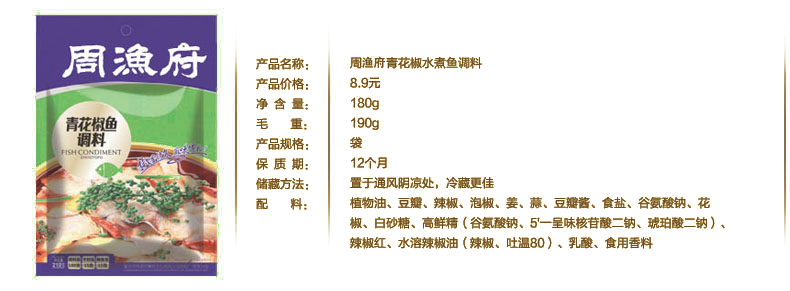 周渔府
青花椒鱼
调料
FISH CONDIMENT
ZHOUYUFU
产品名称： 周渔府青花椒水煮鱼调料
产品价格： 8.9元
净 含 量： 180g
毛 重： 190g
产品规格： 袋
保 质 期： 12个月
储藏方法： 置于通风阴凉处，冷藏更佳
配 料： 植物油、豆瓣、辣椒、泡椒、姜、蒜、豆瓣酱、食盐、谷氨酸钠、花
椒、白砂糖、高鲜精（谷氨酸钠、5'一呈味核苷酸二钠、琥珀酸二钠）、
辣椒红、水溶辣椒油（辣椒、吐温80）、乳酸、食用香料